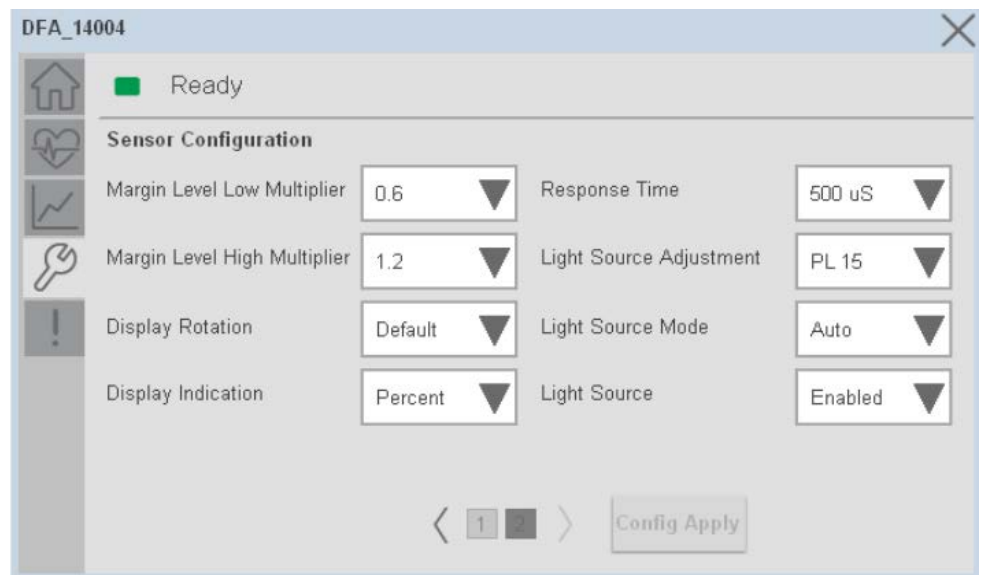 DFA_14004
Ready
Sensor Configuration
Margin Level Low Multiplier 0.6 Response Time 500 uS
Margin Level High Multiplier 1.2 Light Source Adjustment PL 15
Display Rotation Default Light Source Mode Auto
Display Indication Percent Light Source Enabled
1 2 Config Apply